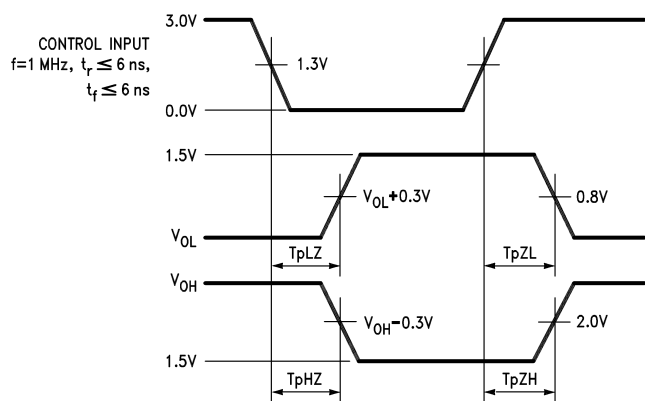 3.0V
CONTROL INPUT
f=1 MHz, tr ≤ 6 ns,
tf ≤ 6 ns
1.3V
0.0V
1.5V
VOL+0.3V
0.8V
VOL
TpLZ
TpZL
VOH
VOH−0.3V
2.0V
1.5V
TpHZ
TpZH